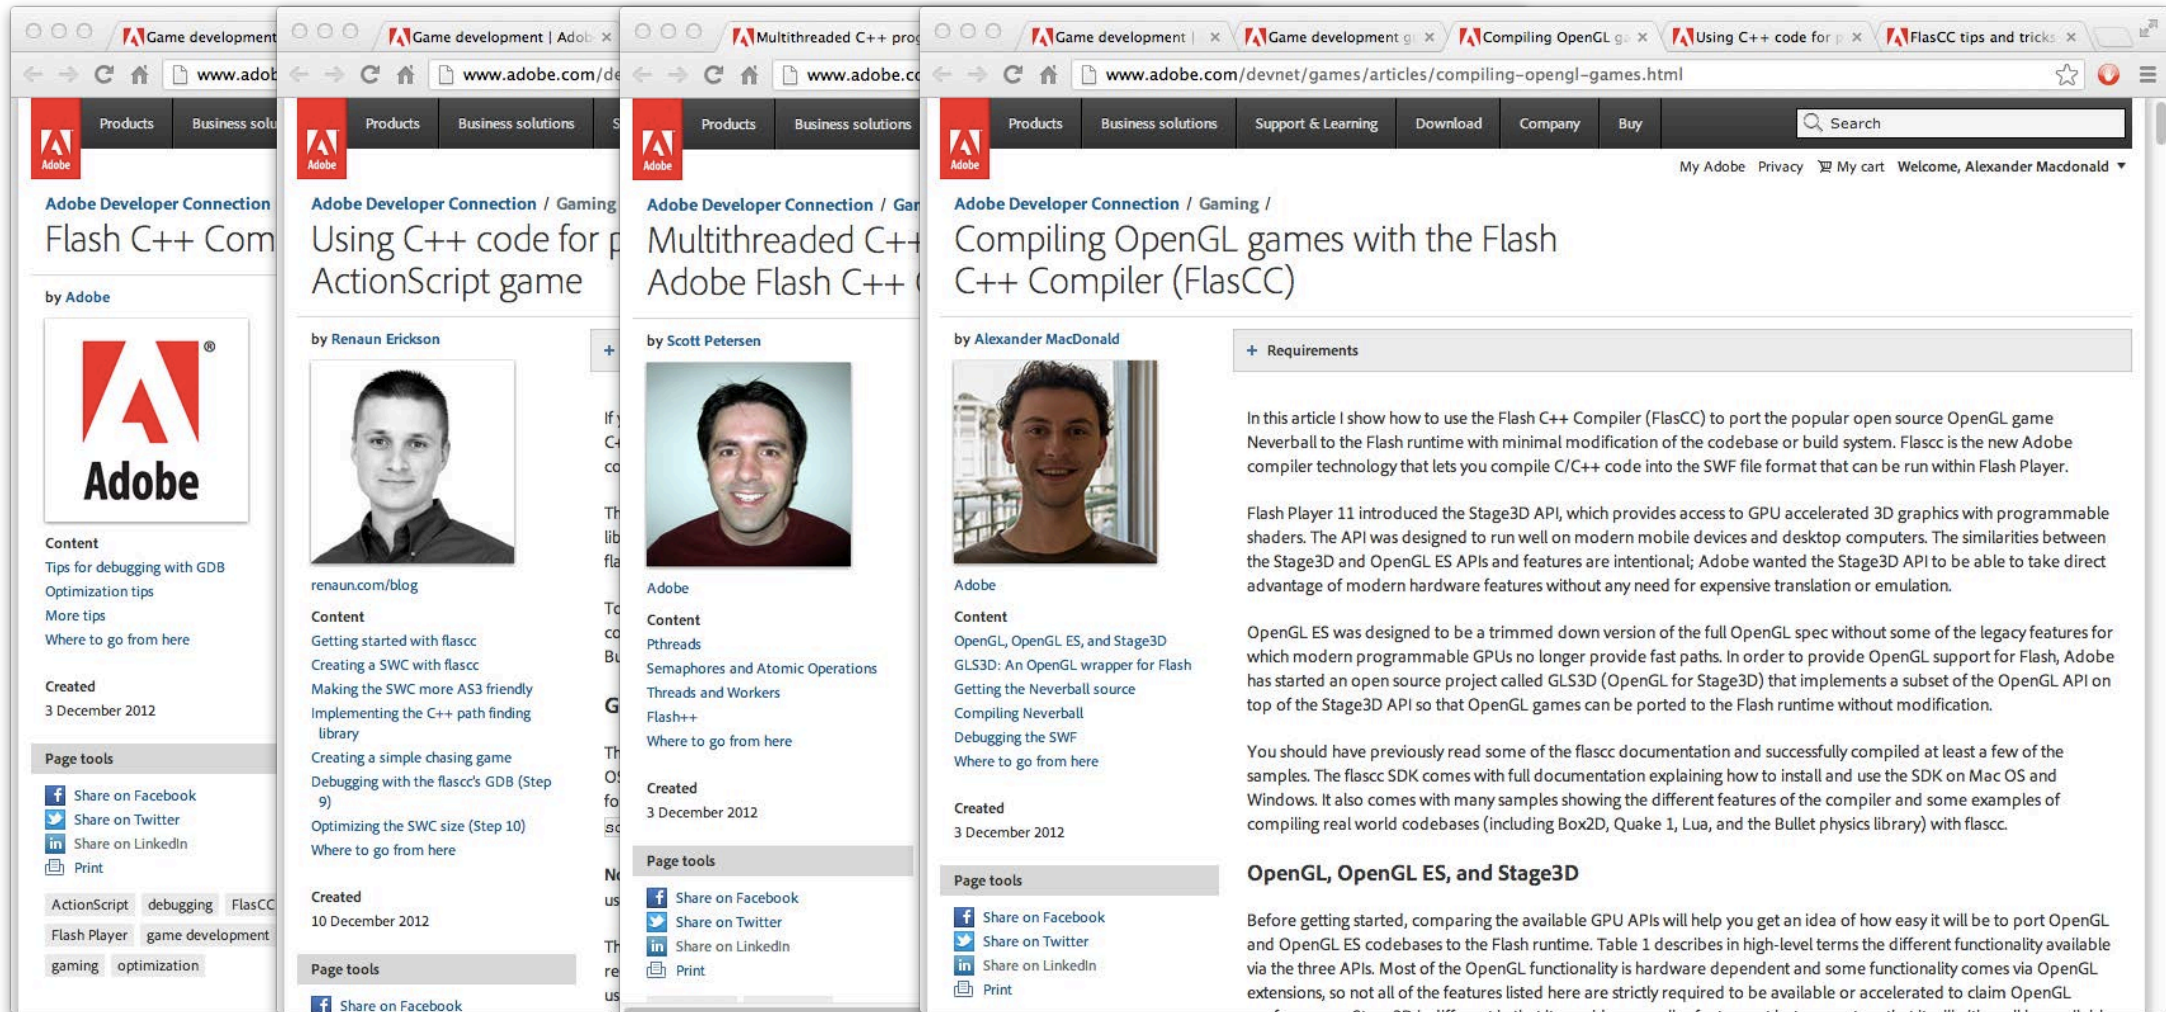 Game development
www.adob
Adobe
Products
Business solu
Adobe Developer Connection
Flash C++ Com
by Adobe
Adobe
®
Content
Tips for debugging with GDB
Optimization tips
More tips
Where to go from here
Created
3 December 2012
Page tools
Share on Facebook
Share on Twitter
Share on LinkedIn
Print
ActionScript debugging FlasCC
Flash Player game development
gaming optimization
Game development | Adob
www.adobe.com/de
Adobe
Products
Business solutions
S
Adobe Developer Connection / Gaming
Using C++ code for p
ActionScript game
by Renaun Erickson
+
renaun.com/blog
Content
Getting started with flascc
Creating a SWC with flascc
Making the SWC more AS3 friendly
Implementing the C++ path finding
library
Creating a simple chasing game
Debugging with the flascc's GDB (Step
9)
Optimizing the SWC size (Step 10)
Where to go from here
Created
10 December 2012
Page tools
Share on Facebook
Multithreaded C++ prog
www.adobe.co
Adobe
Products
Business solutions
Adobe Developer Connection / Gar
Multithreaded C++
Adobe Flash C++
by Scott Petersen
Adobe
Content
Pthreads
Semaphores and Atomic Operations
Threads and Workers
Flash++
Where to go from here
Created
3 December 2012
Page tools
Share on Facebook
Share on Twitter
Share on LinkedIn
Print
Game development |
Game development g
Compiling OpenGL ga
Using C++ code for p
FlasCC tips and tricks
www.adobe.com/devnet/games/articles/compiling-opengl-games.html
Adobe
Products
Business solutions
Support & Learning
Download
Company
Buy
Search
My Adobe Privacy My cart Welcome, Alexander Macdonald
Adobe Developer Connection / Gaming /
Compiling OpenGL games with the Flash
C++ Compiler (FlasCC)
by Alexander MacDonald
Adobe
Content
OpenGL, OpenGL ES, and Stage3D
GLS3D: An OpenGL wrapper for Flash
Getting the Neverball source
Compiling Neverball
Debugging the SWF
Where to go from here
Created
3 December 2012
Page tools
Share on Facebook
Share on Twitter
Share on LinkedIn
Print
+ Requirements
In this article I show how to use the Flash C++ Compiler (FlasCC) to port the popular open source OpenGL game
Neverball to the Flash runtime with minimal modification of the codebase or build system. Flascc is the new Adobe
compiler technology that lets you compile C/C++ code into the SWF file format that can be run within Flash Player.
Flash Player 11 introduced the Stage3D API, which provides access to GPU accelerated 3D graphics with programmable
shaders. The API was designed to run well on modern mobile devices and desktop computers. The similarities between
the Stage3D and OpenGL ES APIs and features are intentional; Adobe wanted the Stage3D API to be able to take direct
advantage of modern hardware features without any need for expensive translation or emulation.
OpenGL ES was designed to be a trimmed down version of the full OpenGL spec without some of the legacy features for
which modern programmable GPUs no longer provide fast paths. In order to provide OpenGL support for Flash, Adobe
has started an open source project called GLS3D (OpenGL for Stage3D) that implements a subset of the OpenGL API on
top of the Stage3D API so that OpenGL games can be ported to the Flash runtime without modification.
You should have previously read some of the flascc documentation and successfully compiled at least a few of the
samples. The flascc SDK comes with full documentation explaining how to install and use the SDK on Mac OS and
Windows. It also comes with many samples showing the different features of the compiler and some examples of
compiling real world codebases (including Box2D, Quake 1, Lua, and the Bullet physics library) with flascc.
OpenGL, OpenGL ES, and Stage3D
Before getting started, comparing the available GPU APIs will help you get an idea of how easy it will be to port OpenGL
and OpenGL ES codebases to the Flash runtime. Table 1 describes in high-level terms the different functionality available
via the three APIs. Most of the OpenGL functionality is hardware dependent and some functionality comes via OpenGL
extensions, so not all of the features listed here are strictly required to be available or accelerated to claim OpenGL